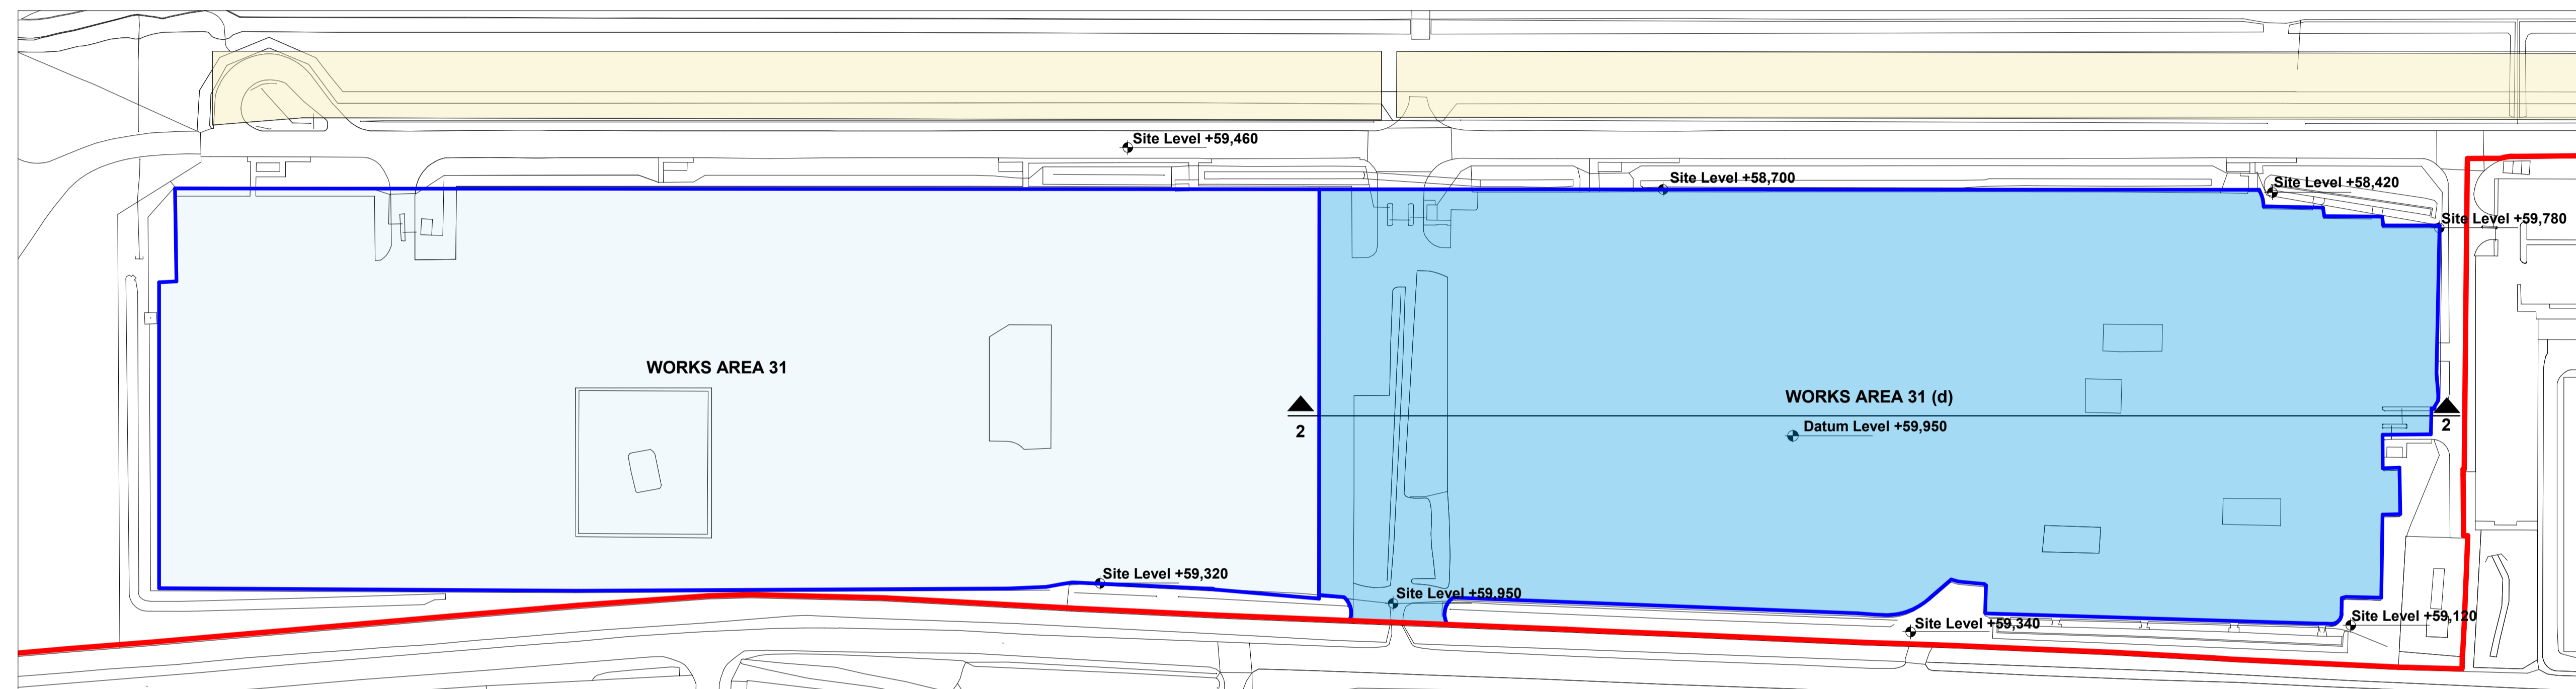 Site Level +59,460
Site Level +58,700
Site Level +58,420
Site Level +59,780
WORKS AREA 31
WORKS AREA 31 (d)
2
2
Datum Level +59,950
Site Level +59,320
Site Level +59,950
Site Level +59,340
Site Level +59,120